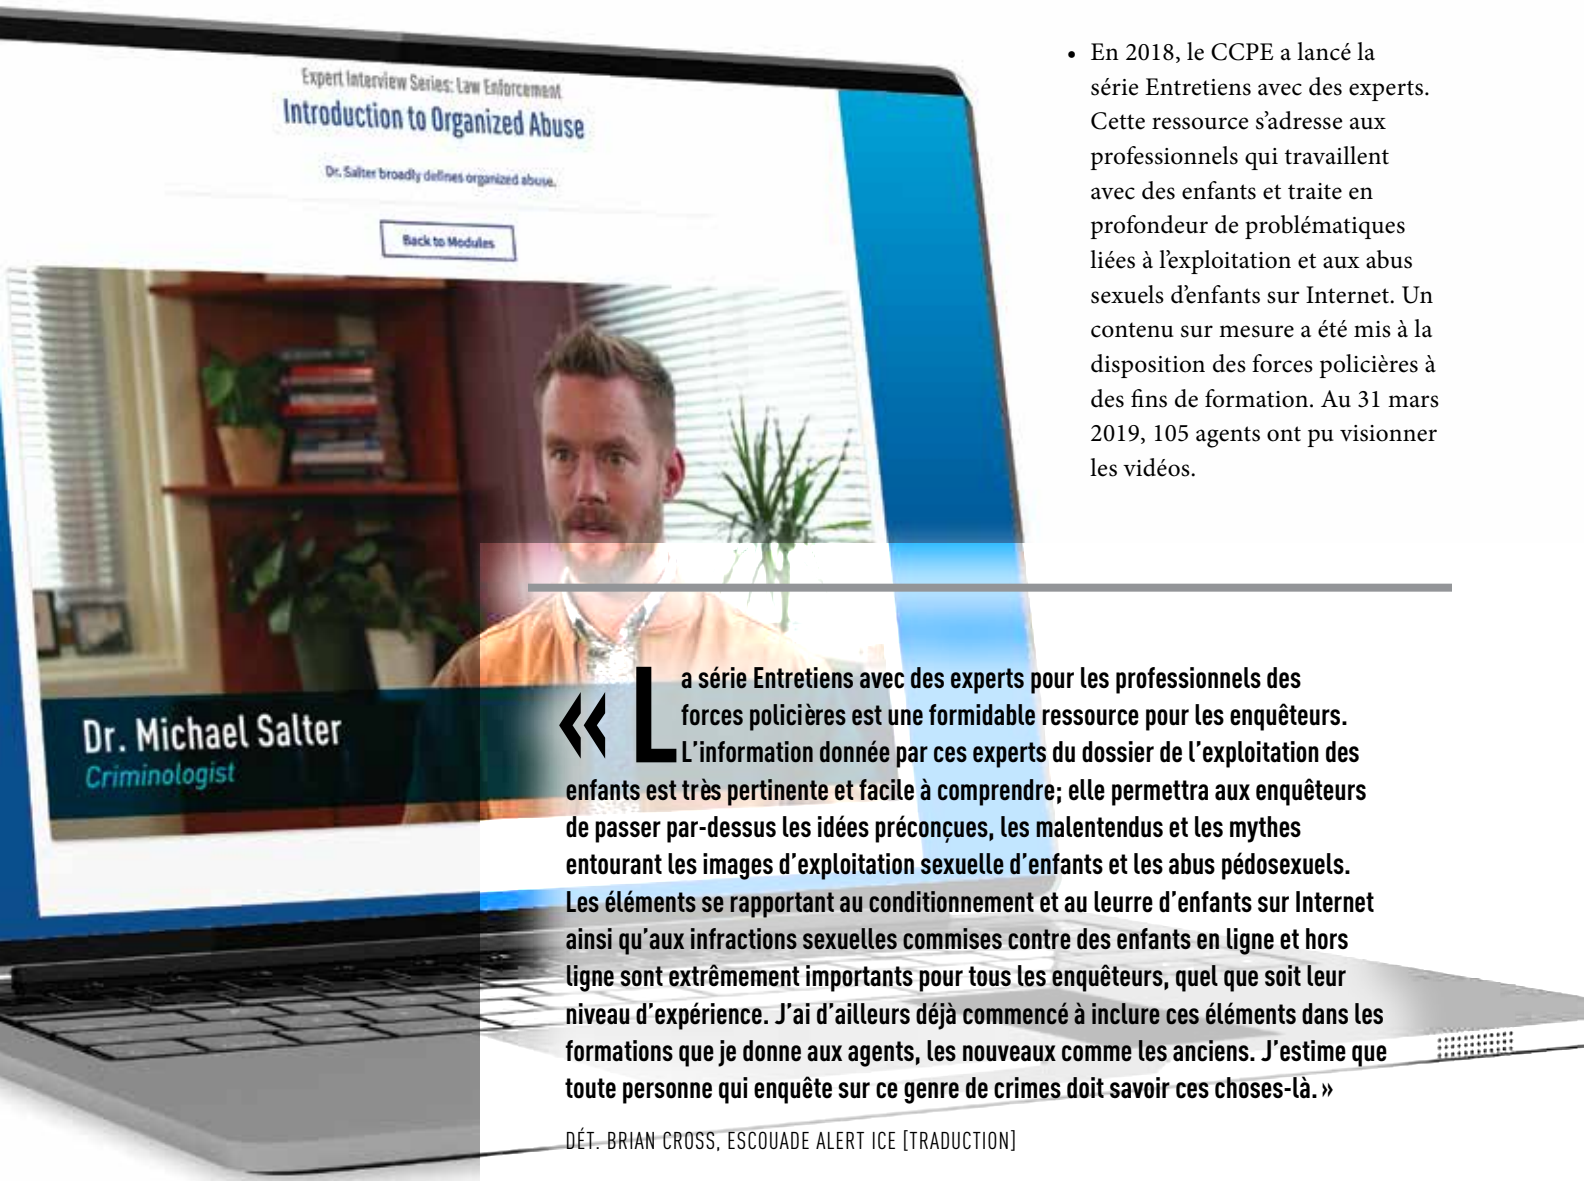 Expert Interview Series: Law Enforcement
Introduction to Organized Abuse
Dr. Salter broadly defines organized abuse.
Back to Modules
Dr. Michael Salter
Criminologist
• En 2018, le CCPE a lancé la
série Entretiens avec des experts.
Cette ressource s’adresse aux
professionnels qui travaillent
avec des enfants et traite en
profondeur de problématiques
liées à l’exploitation et aux abus
sexuels d’enfants sur Internet. Un
contenu sur mesure a été mis à la
disposition des forces policières à
des fins de formation. Au 31 mars
2019, 105 agents ont pu visionner
les vidéos.
« La série Entretiens avec des experts pour les professionnels des
forces policières est une formidable ressource pour les enquêteurs.
L’information donnée par ces experts du dossier de l’exploitation des
enfants est très pertinente et facile à comprendre; elle permettra aux enquêteurs
de passer par-dessus les idées préconçues, les malentendus et les mythes
entourant les images d’exploitation sexuelle d’enfants et les abus pédosexuels.
Les éléments se rapportant au conditionnement et au leurre d’enfants sur Internet
ainsi qu’aux infractions sexuelles commises contre des enfants en ligne et hors
ligne sont extrêmement importants pour tous les enquêteurs, quel que soit leur
niveau d’expérience. J’ai d’ailleurs déjà commencé à inclure ces éléments dans les
formations que je donne aux agents, les nouveaux comme les anciens. J’estime que
toute personne qui enquête sur ce genre de crimes doit savoir ces choses-là. »
DÉT. BRIAN CROSS, ESCOUADE ALERT ICE [TRADUCTION]